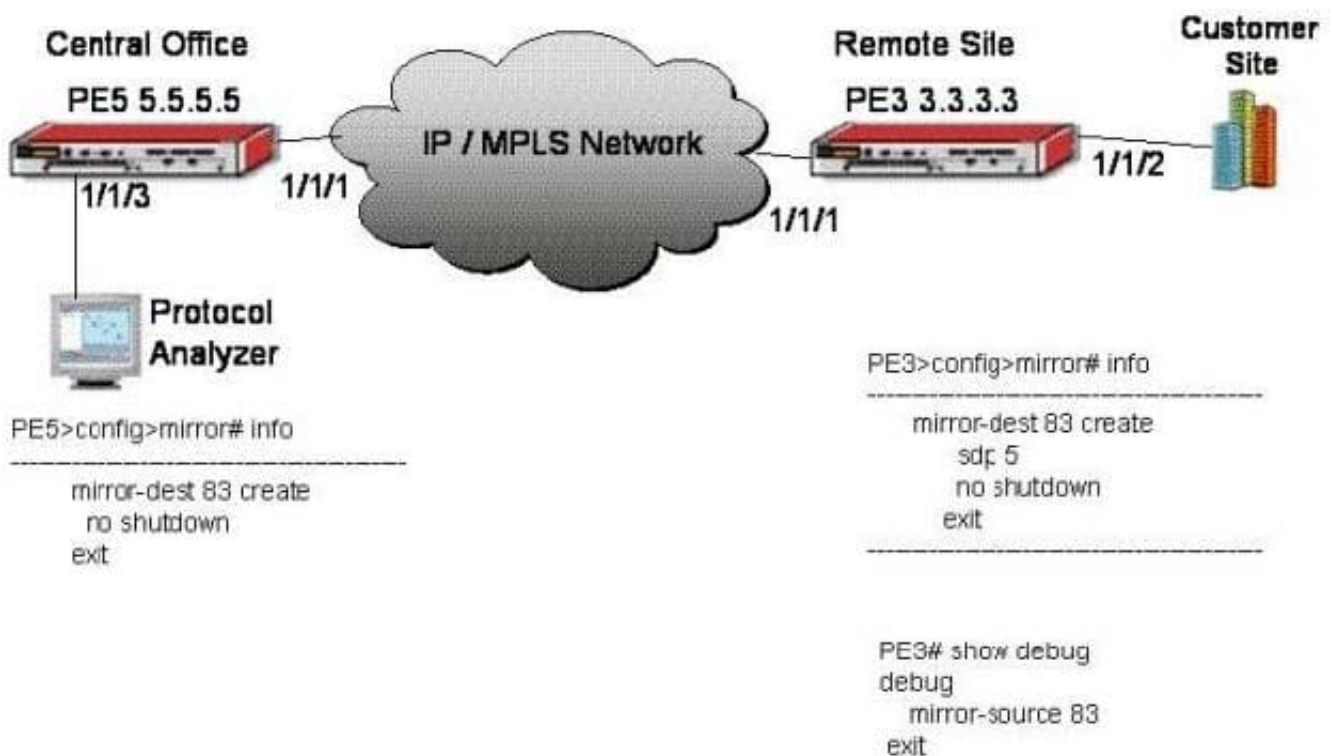 Central Office
PE5 5.5.5.5
1/1/3
1/1/1
IP / MPLS Network
Remote Sile
PE3 3.3.3.3
1/1/1
1/1/2
Customer
Site
Protocol
Analyzer
PE5>config>mirror# info
----------------------------------------
mirror-dest 83 create
no shutdown
exit
PE3>config>mirror# info
----------------------------------------
mirror-dest 83 create
sdp 5
no shutdown
exit
----------------------------------------
PE3# show debug
debug
mirror-source 83
exit